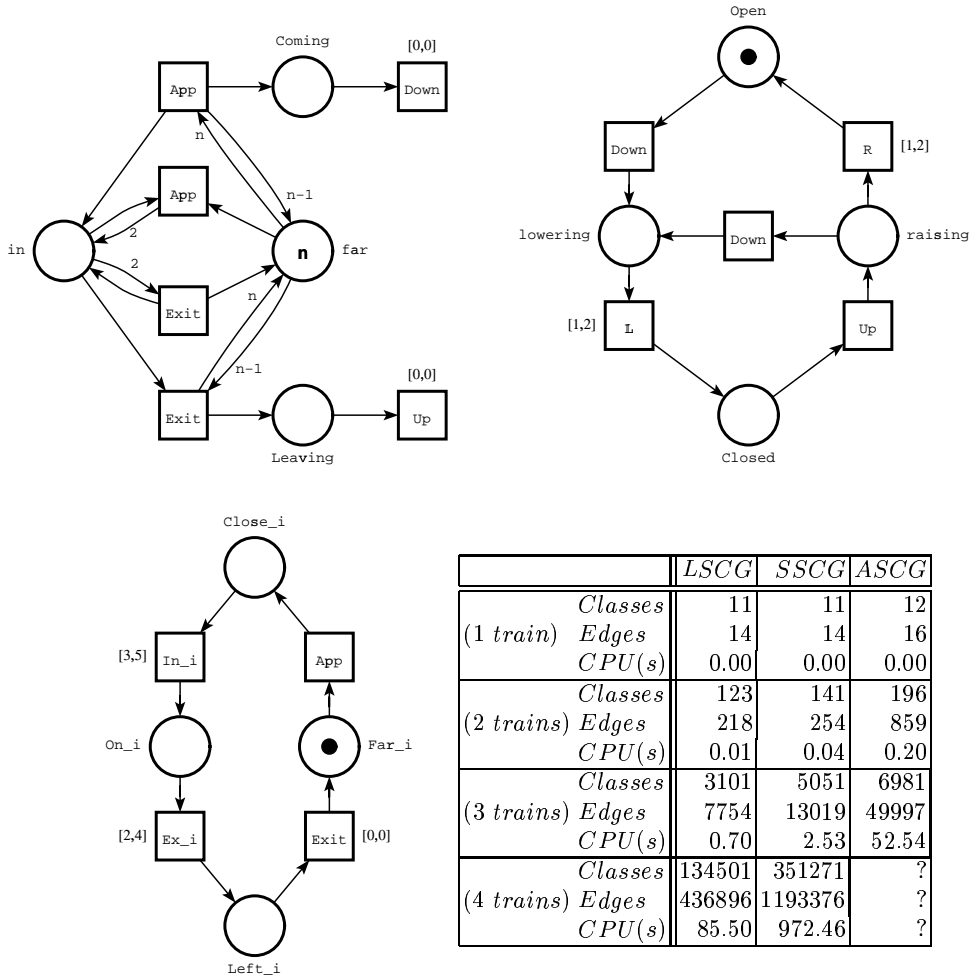 Coming
[0,0]
App
Down
n
App
n-1
2
in
n
far
2
n
Exit
n-1
[0,0]
Exit
Up
Leaving
Open
Down
R
[1,2]
lowering
Down
raising
[1,2]
L
Up
Closed
Close_i
[3,5]
In_i
App
On_i
Far_i
[2,4]
Ex_i
Exit
[0,0]
Left_i
LSCG SSCG ASCG
Classes 11 11 12
(1 train) Edges 14 14 16
CPU(s) 0.00 0.00 0.00
Classes 123 141 196
(2 trains) Edges 218 254 859
CPU(s) 0.01 0.04 0.20
Classes 3101 5051 6981
(3 trains) Edges 7754 13019 49997
CPU(s) 0.70 2.53 52.54
Classes 134501 351271 ?
(4 trains) Edges 436896 1193376 ?
CPU(s) 85.50 972.46 ?